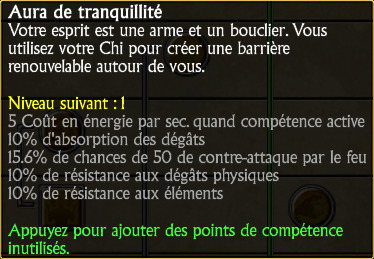 Aura de tranquillité
Votre esprit est une arme et un bouclier. Vous
utilisez votre Chi pour créer une barrière
renouvelable autour de vous.
Niveau suivant : 1
5 Coût en énergie par sec. quand compétence active
10% d'absorption des dégâts
15.6% de chances de 50 de contre-attaque par le feu
10% de résistance aux dégâts physiques
10% de résistance aux éléments
Appuyez pour ajouter des points de compétence
inutilisés.